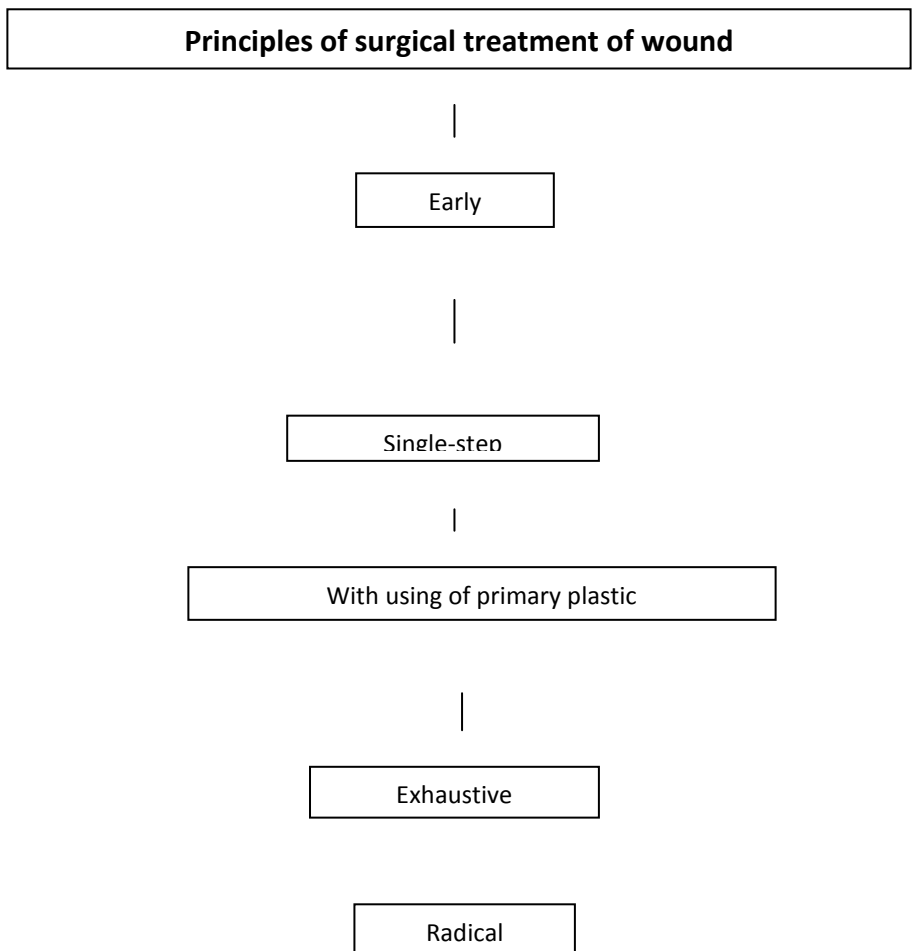 Principles of surgical treatment of wound
Early
Single-step
With using of primary plastic
Exhaustive
Radical